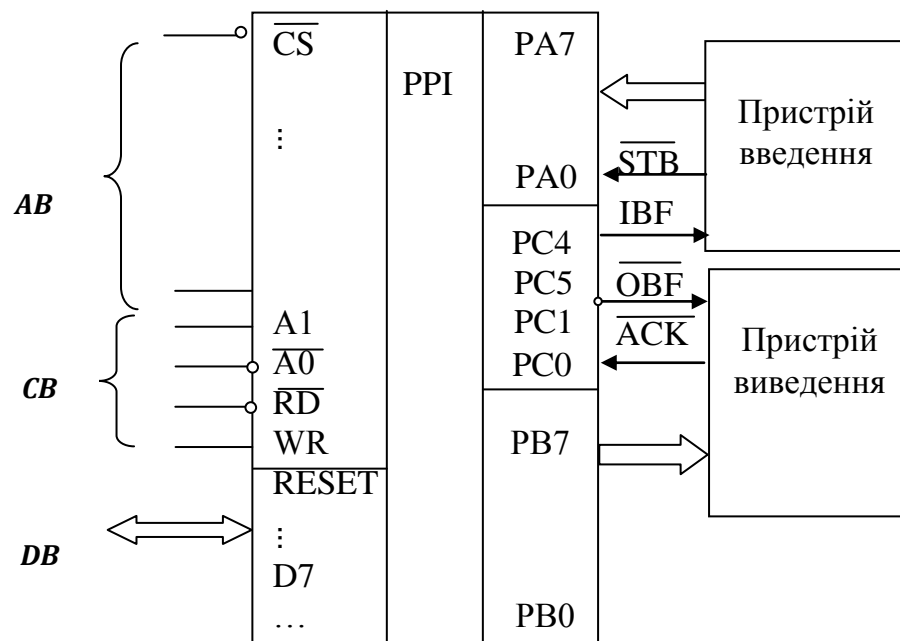 CS
⋮
A1
A0
RD
WR
RESET
⋮
D7
...
AB
CB
DB
PPI
PA7
PA0
PC4
PC5
PC1
PC0
PB7
PB0
STB
IBF
OBF
ACK
Пристрій
введення
Пристрій
виведення